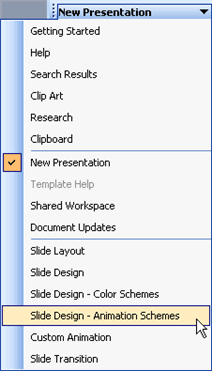 New Presentation
Getting Started
Help
Search Results
Clip Art
Research
Clipboard
New Presentation
Template Help
Shared Workspace
Document Updates
Slide Layout
Slide Design
Slide Design - Color Schemes
Slide Design - Animation Schemes
Custom Animation
Slide Transition